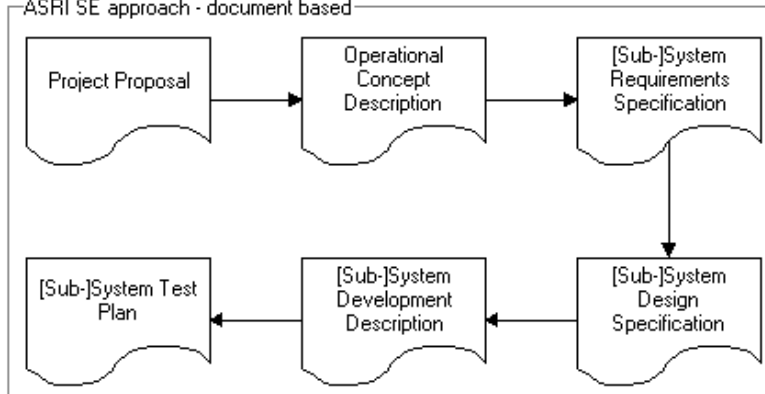 ASRI SE approach - document based
Project Proposal
Operational
Concept
Description
[Sub-]System
Requirements
Specification
[Sub-]System Test
Plan
[Sub-]System
Development
Description
[Sub-]System
Design
Specification